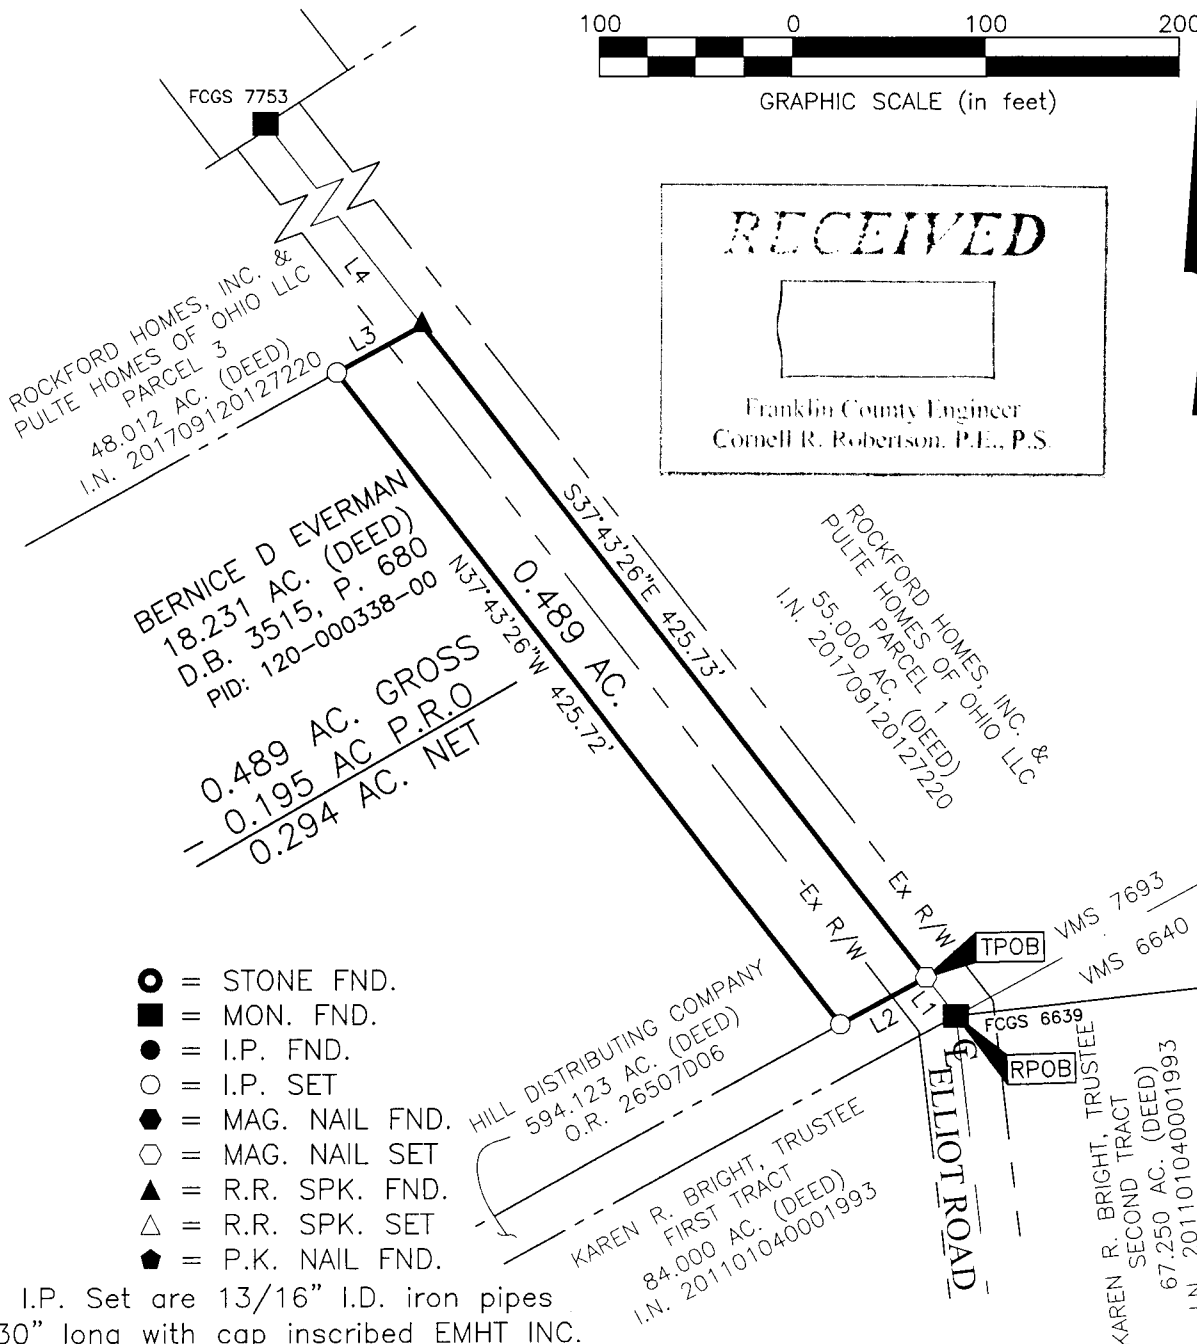 100 0 100 200
GRAPHIC SCALE (in feet)
FCGS 7753
RECEIVED
Franklin County Engineer
Cornell R. Robertson, P.E., P.S.
L4
L3
ROCKFORD HOMES, INC. &
PULTE HOMES OF OHIO LLC
PARCEL 3
48.012 AC. (DEED)
I.N. 201709120127220
BERNICE D EVERMAN
18.231 AC. (DEED)
D.B. 3515, P. 680
PID: 120-000338-00
0.489 AC. GROSS
- 0.195 AC P.R.O
0.294 AC. NET
N37°43'26"W 425.72'
0.489 AC.
S37°43'26"E 425.73'
ROCKFORD HOMES, INC. &
PULTE HOMES OF OHIO LLC
PARCEL 1
55.000 AC. (DEED)
I.N. 201709120127220
Ex R/W
Ex R/W
TPOB
VMS 7693
VMS 6640
L1
L2
FCGS 6639
RPOB
℄ ELLIOT ROAD
HILL DISTRIBUTING COMPANY
594.123 AC. (DEED)
O.R. 26507D06
KAREN R. BRIGHT, TRUSTEE
FIRST TRACT
84.000 AC. (DEED)
I.N. 201101040001993
KAREN R. BRIGHT, TRUSTEE
SECOND TRACT
67.250 AC. (DEED)
I.N. 201101040001993
= STONE FND.
= MON. FND.
= I.P. FND.
= I.P. SET
= MAG. NAIL FND.
= MAG. NAIL SET
= R.R. SPK. FND.
= R.R. SPK. SET
= P.K. NAIL FND.
I.P. Set are 13/16" I.D. iron pipes
30" long with cap inscribed EMHT INC.